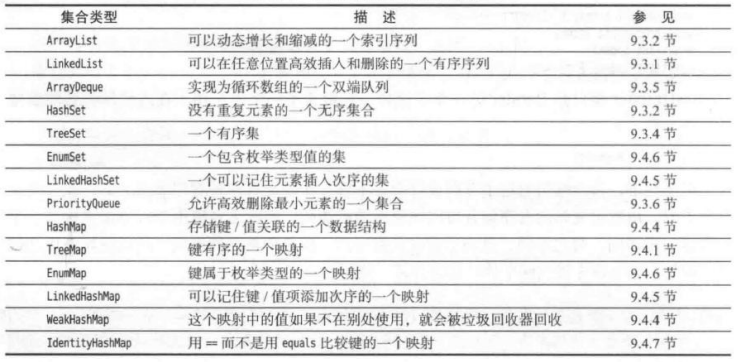 集合类型 描 述 参 见
ArrayList 可以动态增长和缩减的一个索引序列 9.3.2 节
LinkedList 可以在任意位置高效插入和删除的一个有序序列 9.3.1 节
ArrayDeque 实现为循环数组的一个双端队列 9.3.5 节
HashSet 没有重复元素的一个无序集合 9.3.2 节
TreeSet 一个有序集 9.3.4 节
EnumSet 一个包含枚举类型值的集 9.4.6 节
LinkedHashSet 一个可以记住元素插入次序的集 9.4.5 节
PriorityQueue 允许高效删除最小元素的一个集合 9.3.6 节
HashMap 存储键 / 值关联的一个数据结构 9.4.4 节
TreeMap 键有序的一个映射 9.4.1 节
EnumMap 键属于枚举类型的一个映射 9.4.6 节
LinkedHashMap 可以记住键 / 值项添加次序的一个映射 9.4.5 节
WeakHashMap 这个映射中的值如果不在别处使用，就会被垃圾回收器回收 9.4.4 节
IdentityHashMap 用 == 而不是用 equals 比较键的一个映射 9.4.7 节